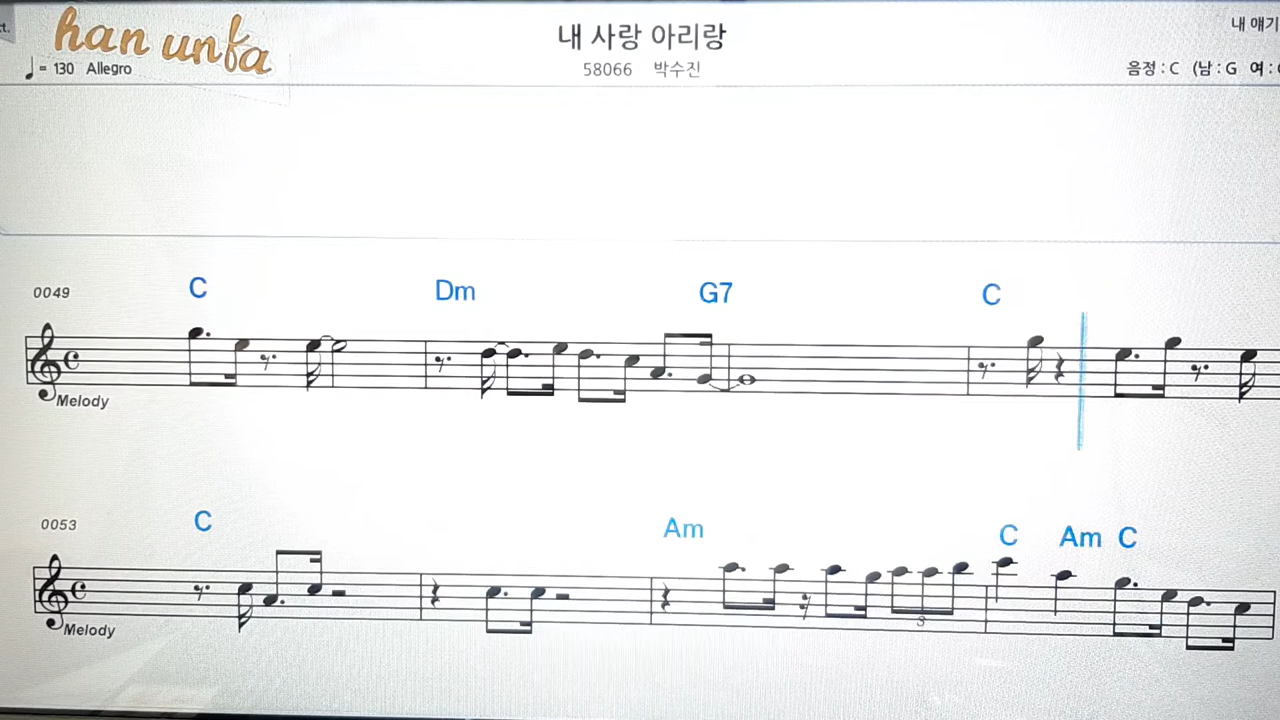 ct.
han unfa
내 사랑 아리랑
내 얘기
♩= 130 Allegro
58066 박수진
음정 : C (남 : G 여 :
0049
C
Dm
G7
C
Melody
0053
C
Am
C
Am
C
3
Melody